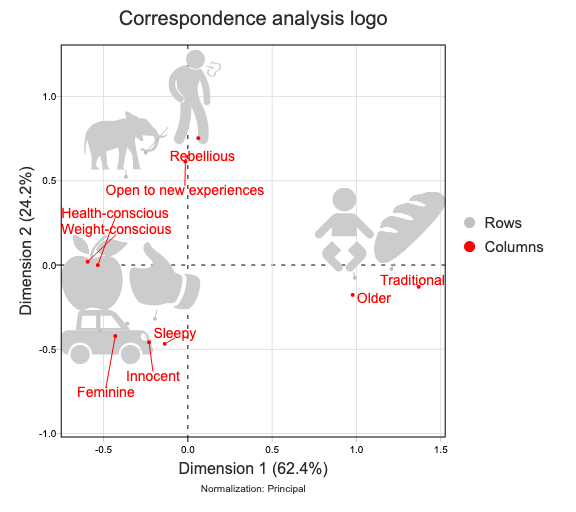 Correspondence analysis logo
Dimension 2 (24.2%)
1.0
0.5
0.0
-0.5
-1.0
Rebellious
Open to new experiences
Health-conscious
Weight-conscious
Traditional
Older
Sleepy
Innocent
Feminine
Rows
Columns
-0.5
0.0
0.5
1.0
1.5
Dimension 1 (62.4%)
Normalization: Principal